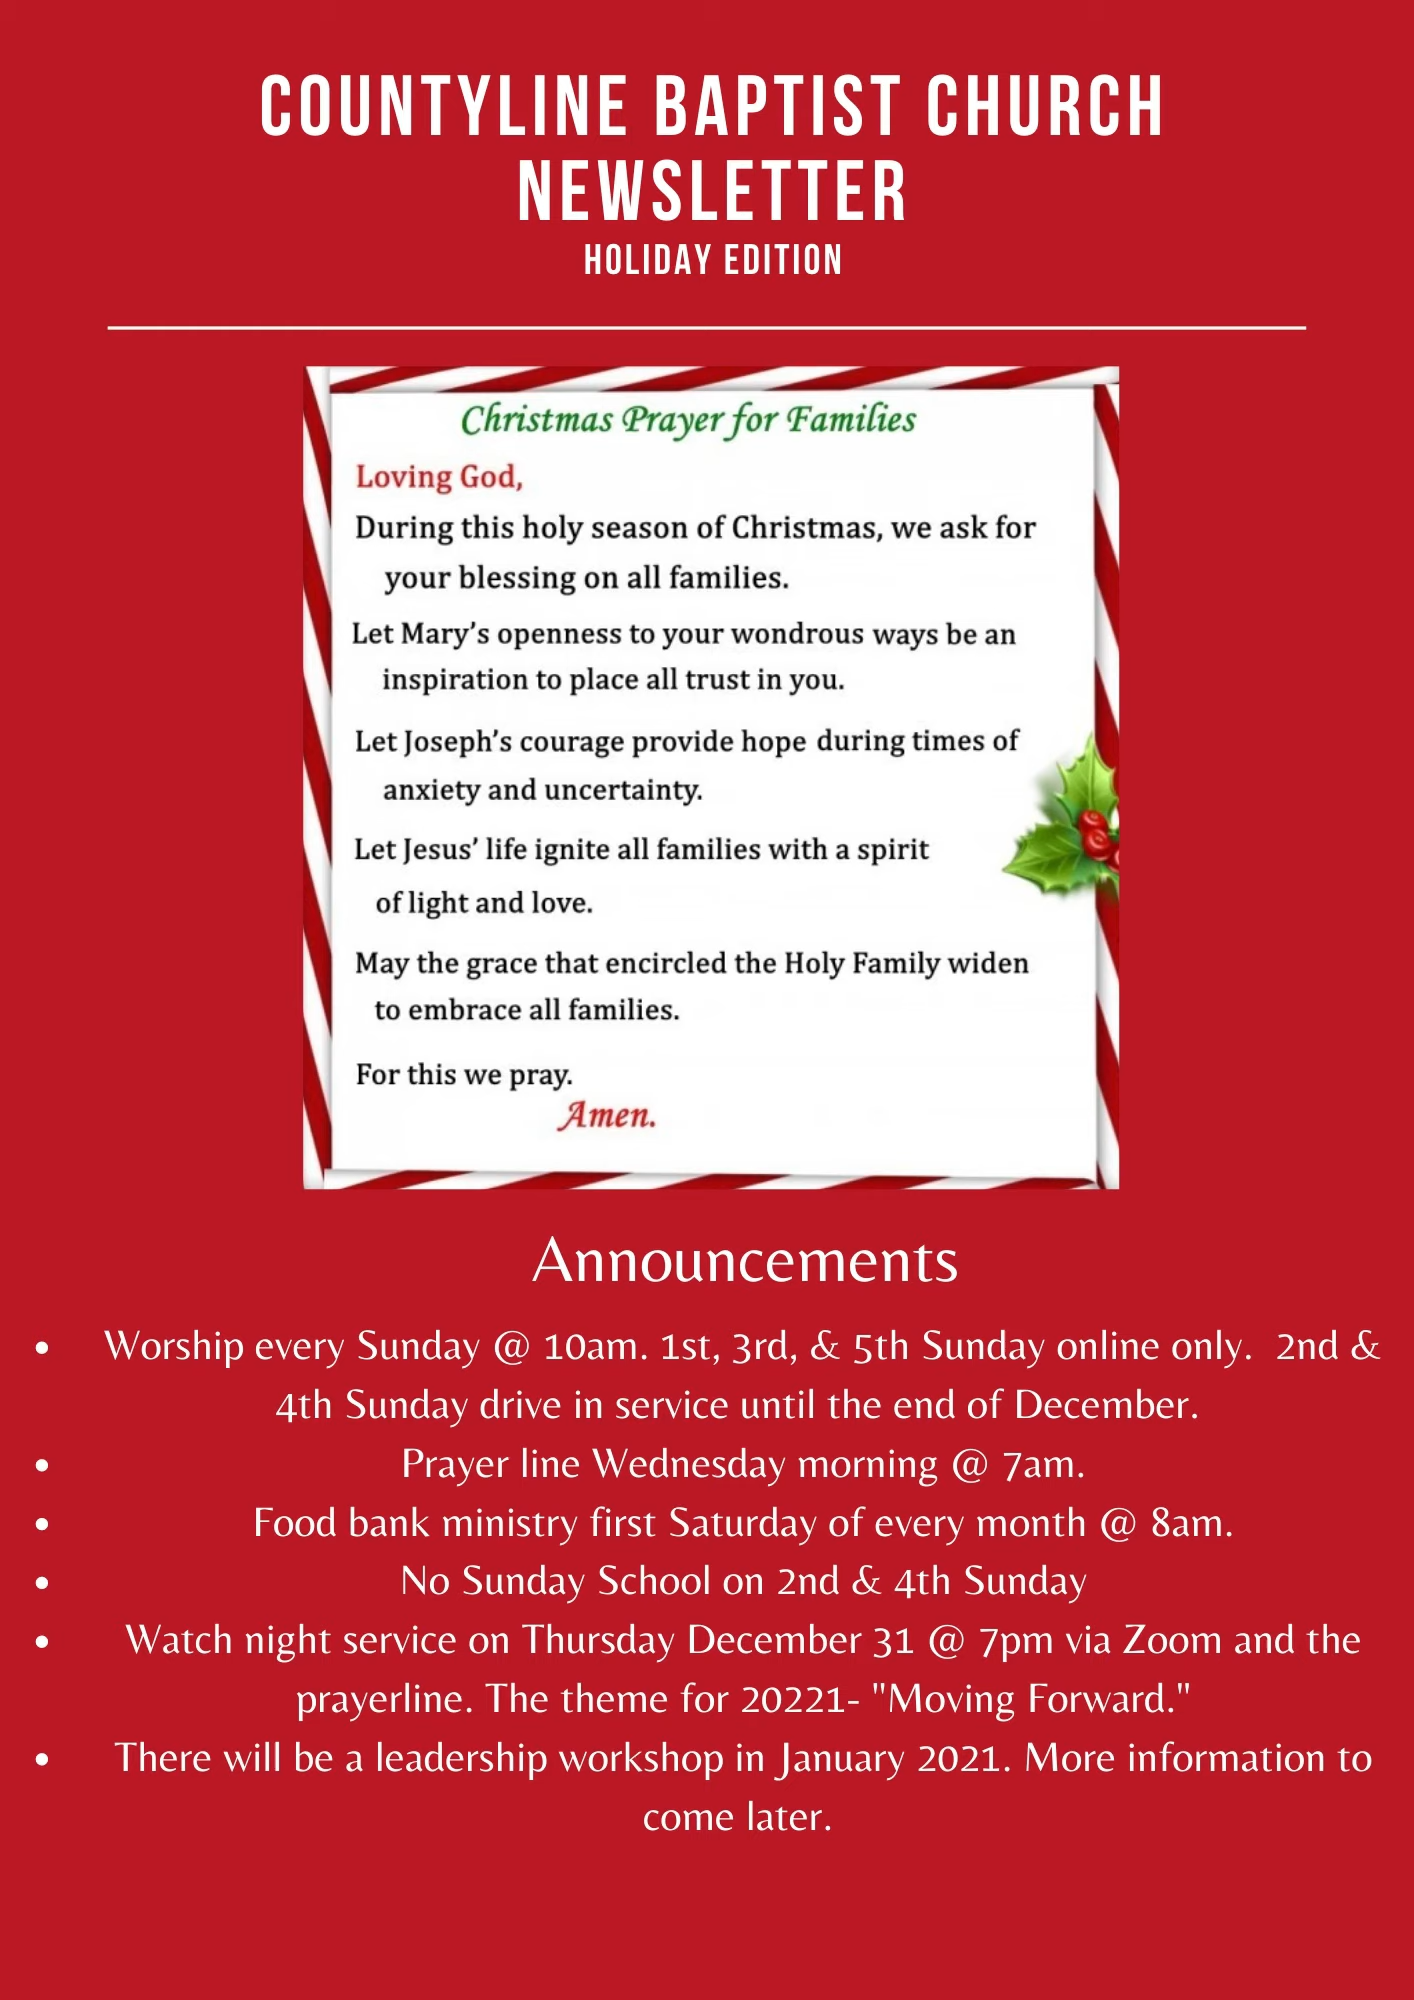 COUNTYLINE BAPTIST CHURCH
NEWSLETTER
HOLIDAY EDITION
Christmas Prayer for Families
Loving God,
During this holy season of Christmas, we ask for
your blessing on all families.
Let Mary's openness to your wondrous ways be an
inspiration to place all trust in you.
Let Joseph's courage provide hope during times of
anxiety and uncertainty.
Let Jesus' life ignite all families with a spirit
of light and love.
May the grace that encircled the Holy Family widen
to embrace all families.
For this we pray.
Amen.
Announcements
• Worship every Sunday @ 10am. 1st, 3rd, & 5th Sunday online only. 2nd &
4th Sunday drive in service until the end of December.
• Prayer line Wednesday morning @ 7am.
• Food bank ministry first Saturday of every month @ 8am.
• No Sunday School on 2nd & 4th Sunday
• Watch night service on Thursday December 31 @ 7pm via Zoom and the
prayerline. The theme for 20221- "Moving Forward."
• There will be a leadership workshop in January 2021. More information to
come later.